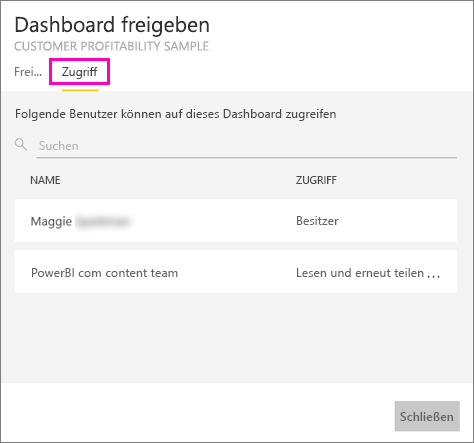 Dashboard freigeben
CUSTOMER PROFITABILITY SAMPLE
Frei... Zugriff
Folgende Benutzer können auf dieses Dashboard zugreifen
Suchen
NAME ZUGRIFF
Maggie Besitzer
PowerBI com content team Lesen und erneut teilen ...
Schließen